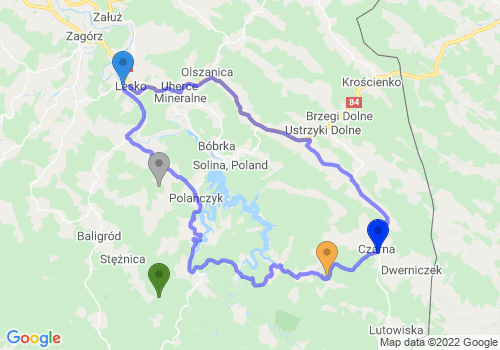 Załuż
Zagórz
Olszanica
Lesko
Uherce
Mineralne
Krościenko
84
Brzegi Dolne
Ustrzyki Dolne
Bóbrka
Solina, Poland
Polańczyk
Baligród
Stężnica
Czarna
Dwerniczek
Lutowiska
Google
Map data ©2022 Google